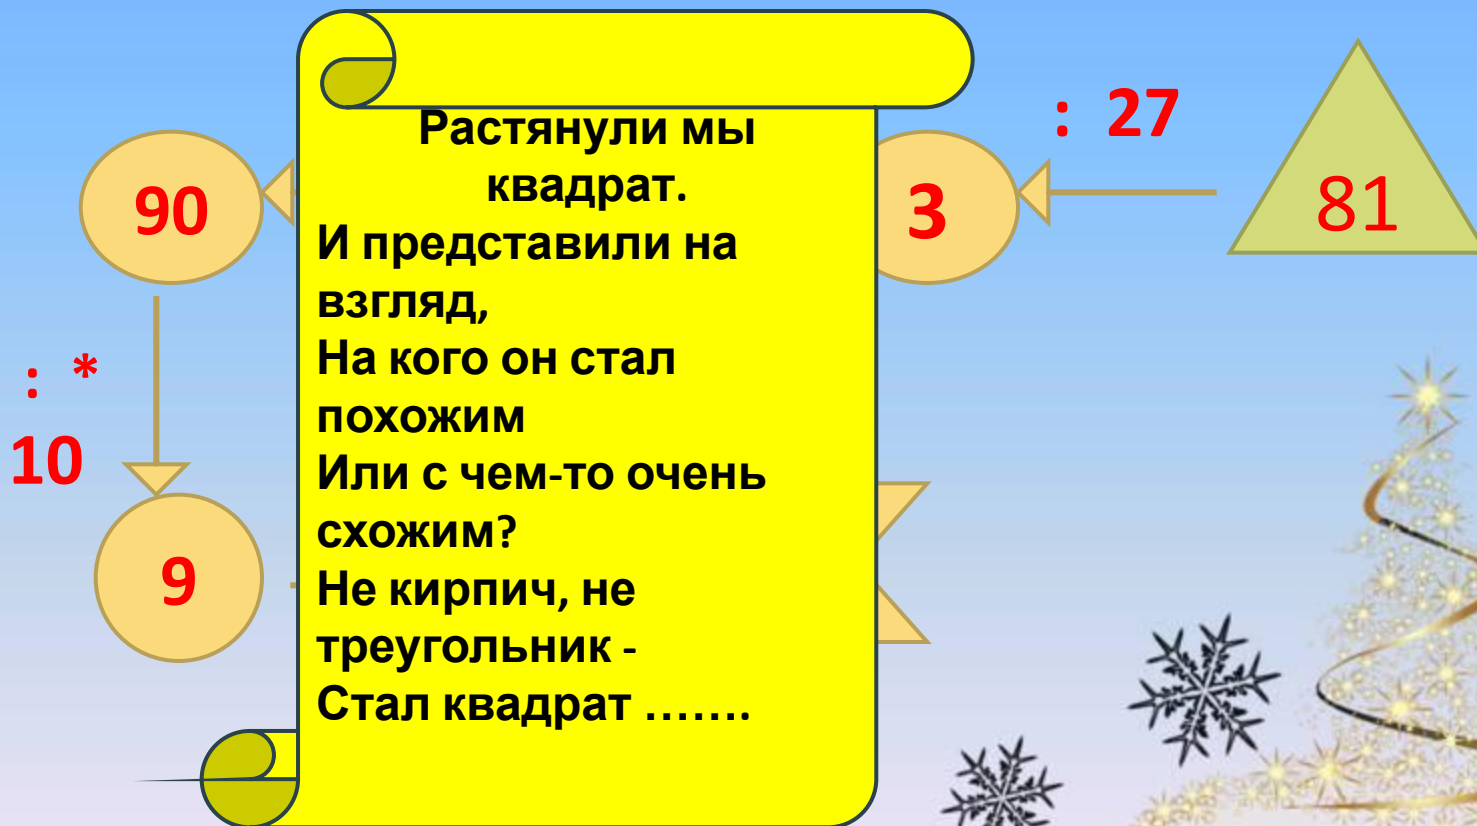 : 27
90
3
81
: *
10
9
Растянули мы
квадрат.
И представили на
взгляд,
На кого он стал
похожим
Или с чем-то очень
схожим?
Не кирпич, не
треугольник -
Стал квадрат .......